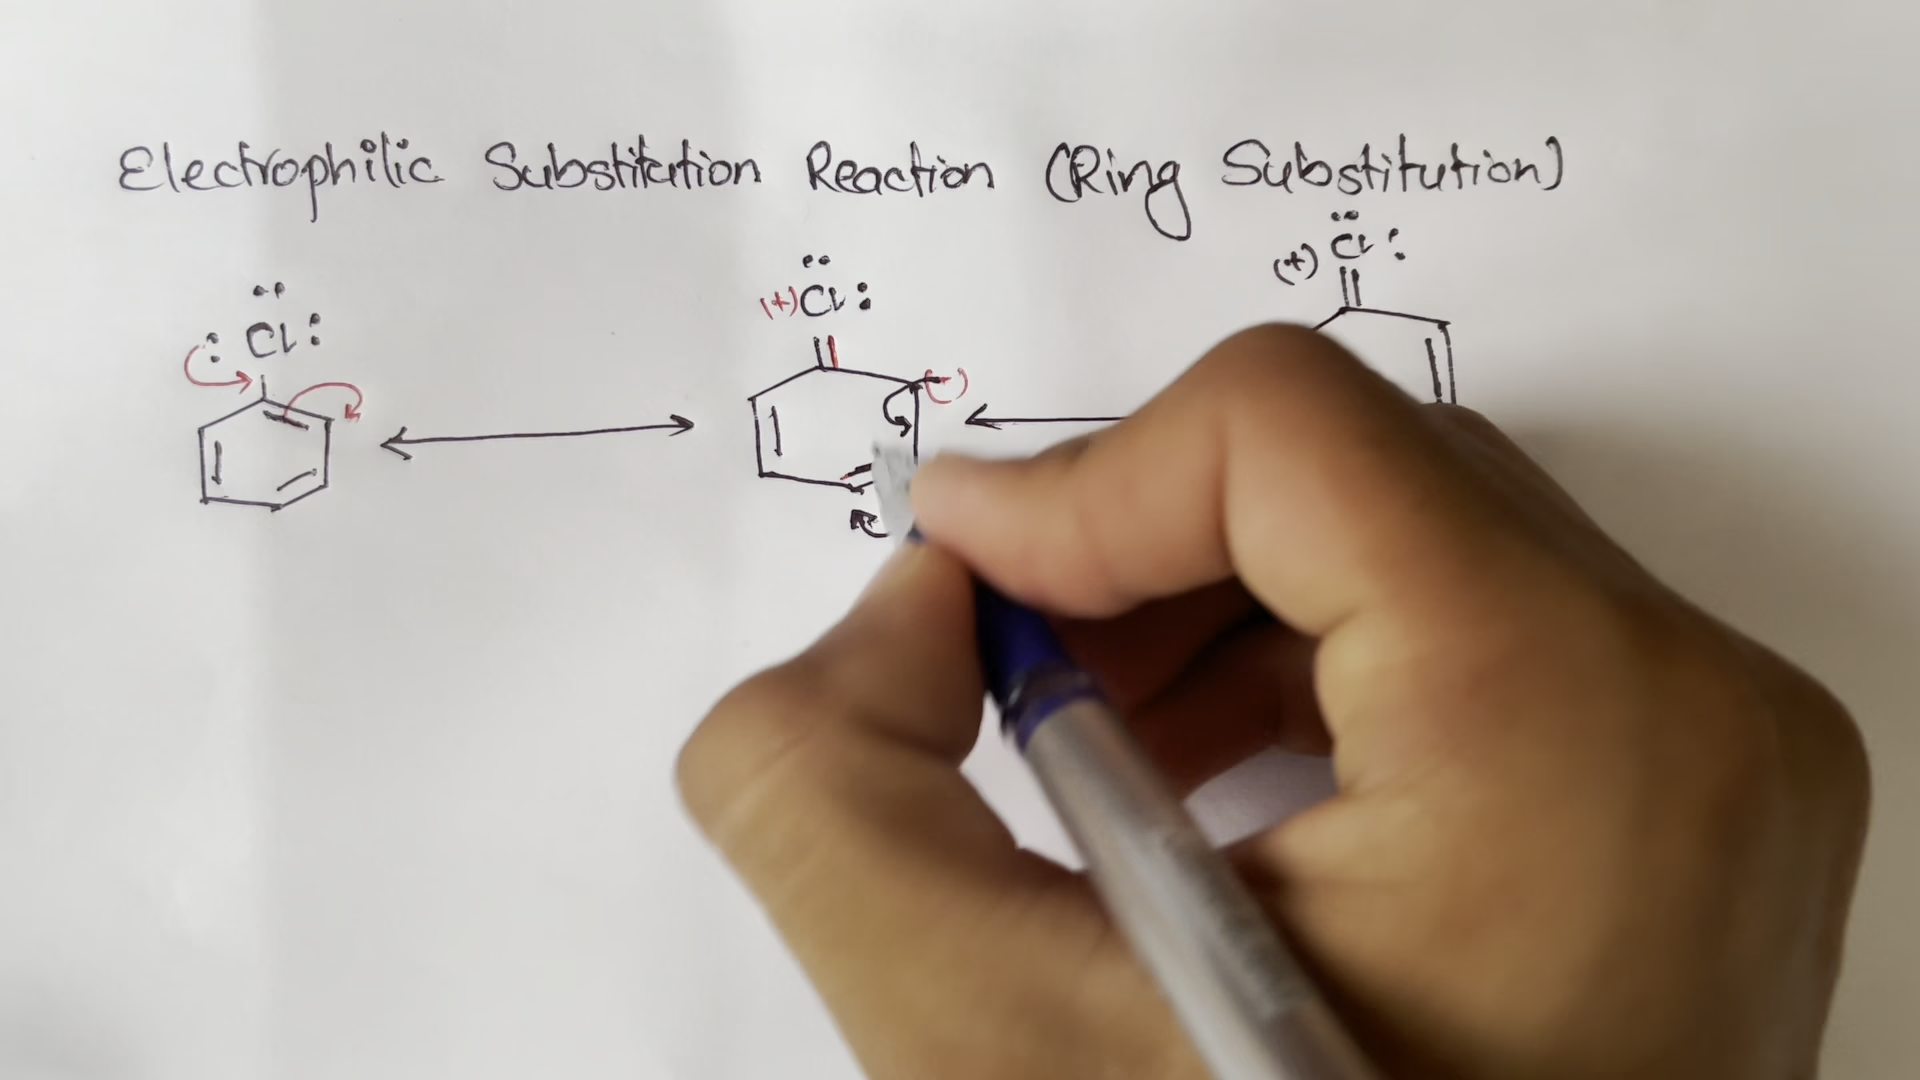 Electrophilic Substitution Reaction (Ring Substitution)
:Cl:
(+)Cl:
(-)
(+) Cl: